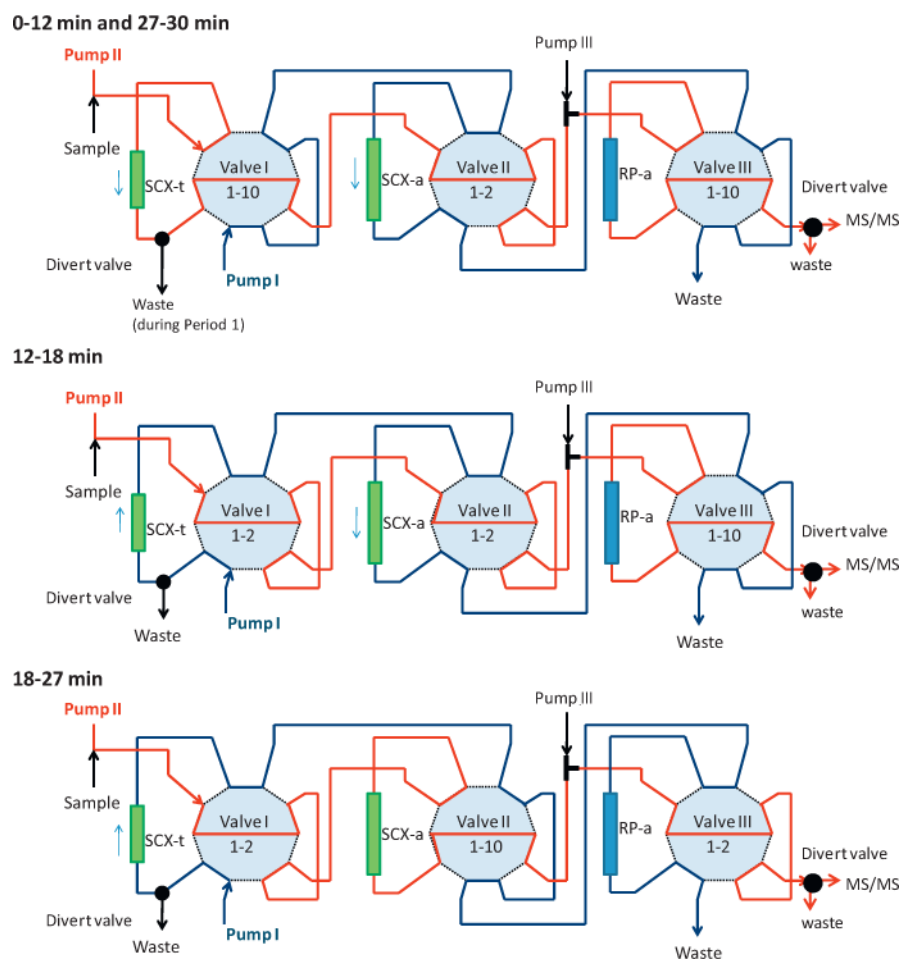 0-12 min and 27-30 min
Pump II
Pump III
Sample
SCX-t
Valve I
1-10
SCX-a
Valve II
1-2
RP-a
Valve III
1-10
Divert valve
MS/MS
waste
Divert valve
Pump I
Waste
Waste
(during Period 1)
12-18 min
Pump II
Pump III
Sample
SCX-t
Valve I
1-2
SCX-a
Valve II
1-2
RP-a
Valve III
1-10
Divert valve
MS/MS
waste
Divert valve
Waste
Pump I
Waste
18-27 min
Pump II
Pump III
Sample
SCX-t
Valve I
1-2
SCX-a
Valve II
1-10
RP-a
Valve III
1-2
Divert valve
MS/MS
waste
Divert valve
Waste
Pump I
Waste